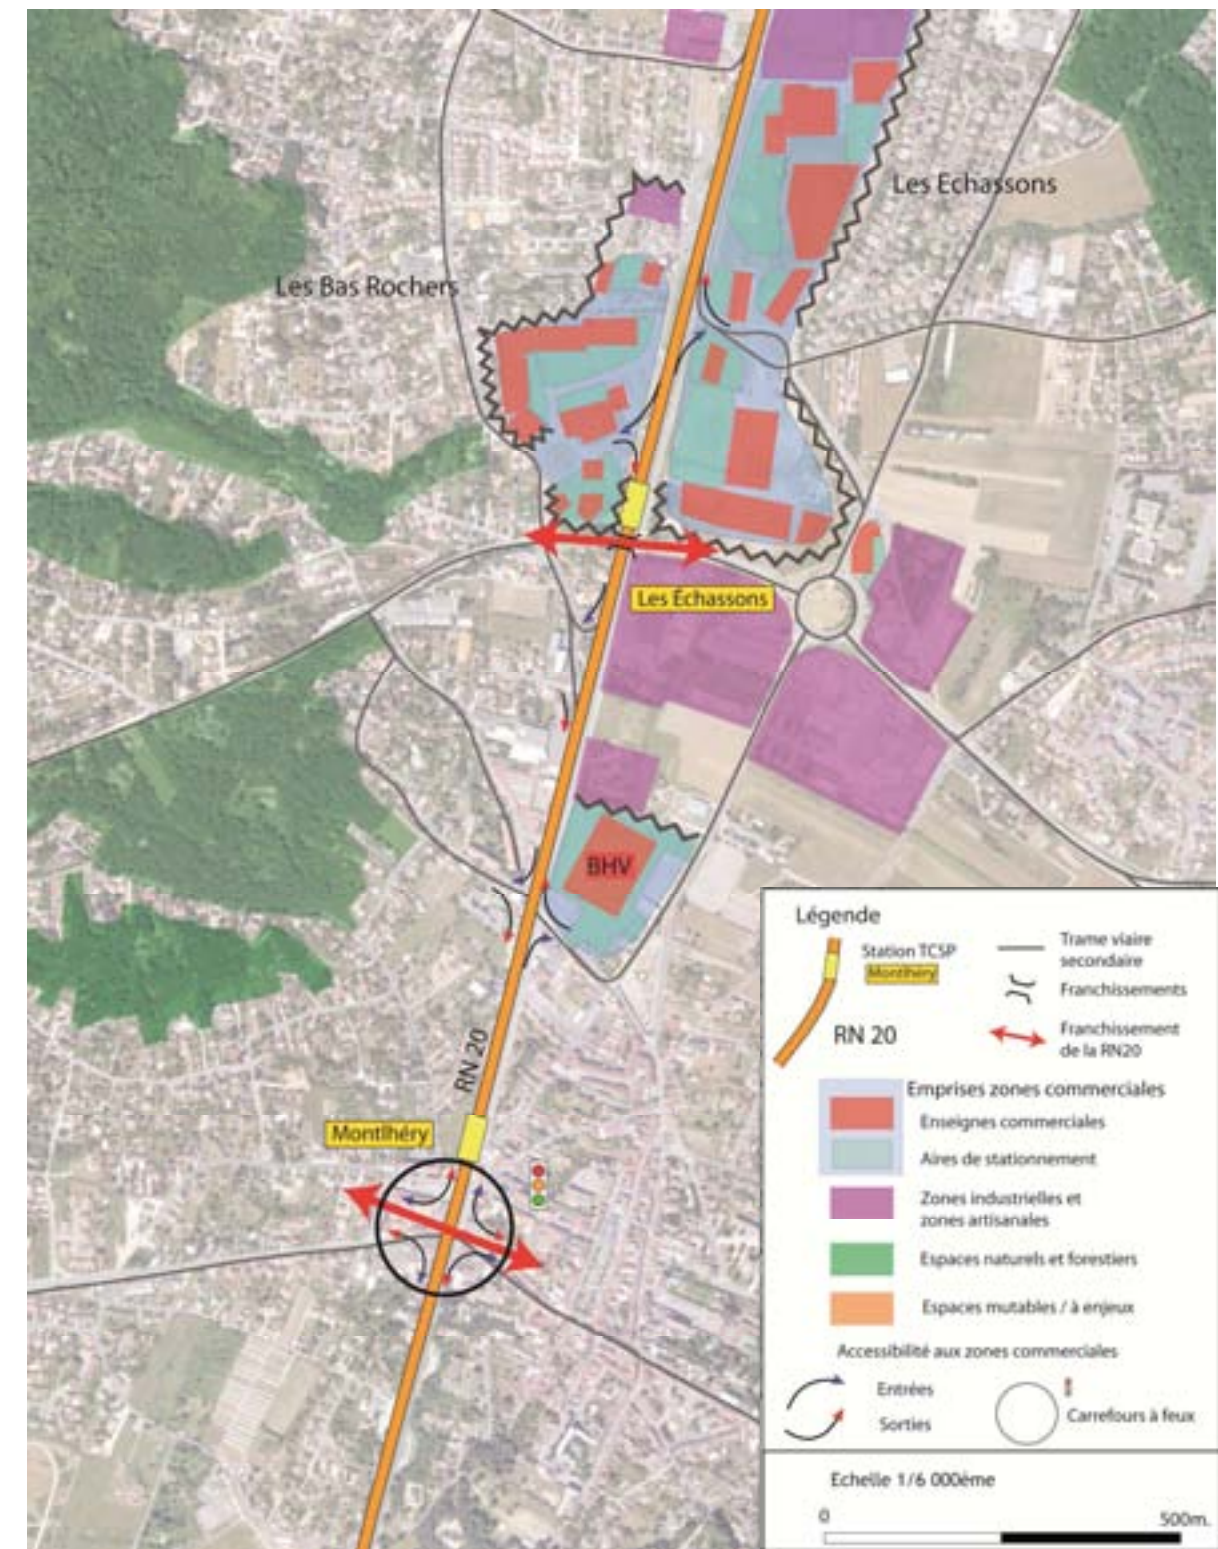 Les Echassons
Les Bas Rochers
Les Échassons
BHV
RN 20
Montlhéry
Légende
Station TCSP
Montlhéry
RN 20
Trame viaire
secondaire
Franchissements
Franchissement
de la RN20
Emprises zones commerciales
Enseignes commerciales
Aires de stationnement
Zones industrielles et
zones artisanales
Espaces naturels et forestiers
Espaces mutables / à enjeux
Accessibilité aux zones commerciales
Entrées
Sorties
Carrefours à feux
Echelle 1/6 000ème
0
500m.